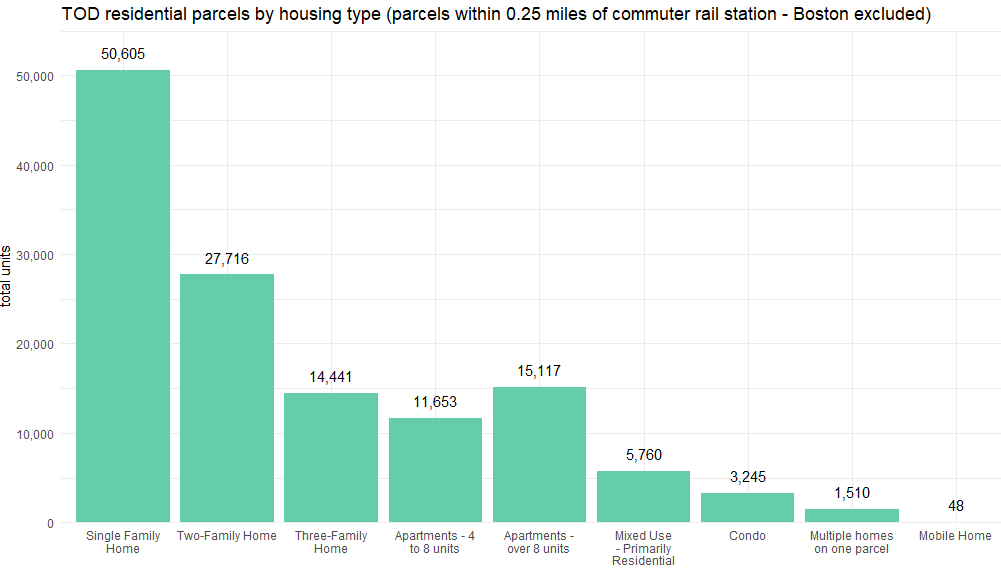 TOD residential parcels by housing type (parcels within 0.25 miles of commuter rail station - Boston excluded)
total units
50,000
40,000
30,000
20,000
10,000
0
50,605
27,716
14,441
11,653
15,117
5,760
3,245
1,510
48
Single Family
Home
Two-Family Home
Three-Family
Home
Apartments - 4
to 8 units
Apartments -
over 8 units
Mixed Use
- Primarily
Residential
Condo
Multiple homes
on one parcel
Mobile Home